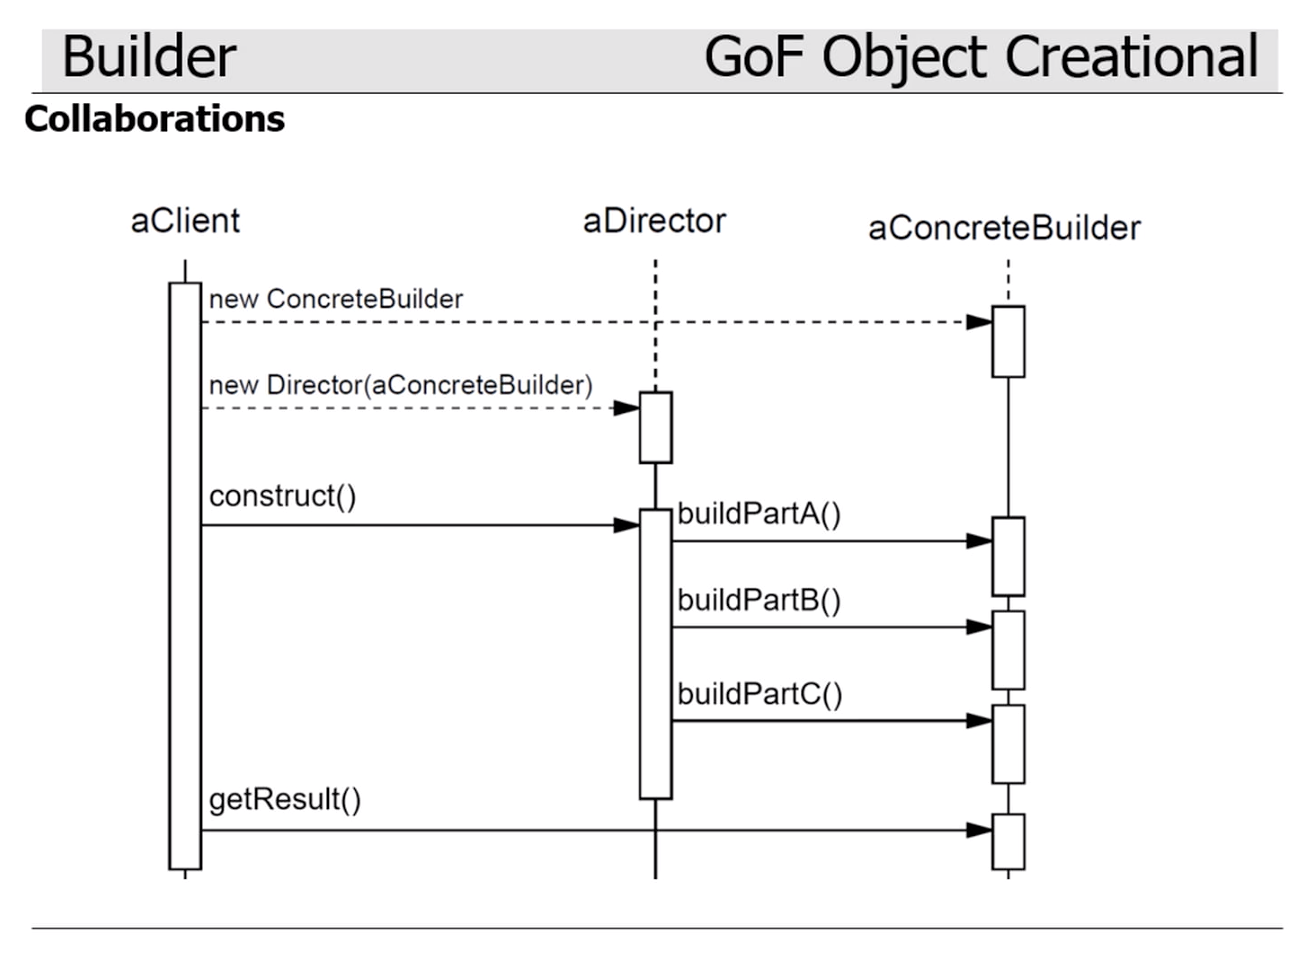 Builder GoF Object Creational
Collaborations
aClient aDirector aConcreteBuilder
new ConcreteBuilder
new Director(aConcreteBuilder)
construct()
buildPartA()
buildPartB()
buildPartC()
getResult()